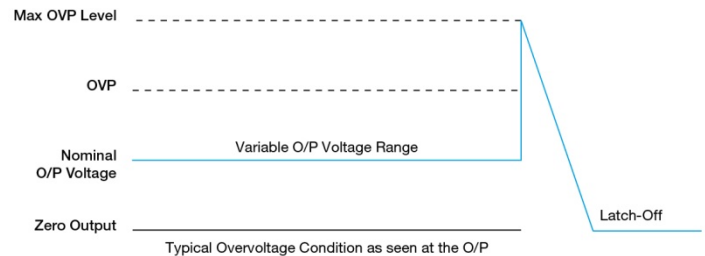 Max OVP Level
OVP
Variable O/P Voltage Range
Nominal
O/P Voltage
Zero Output
Latch-Off
Typical Overvoltage Condition as seen at the O/P